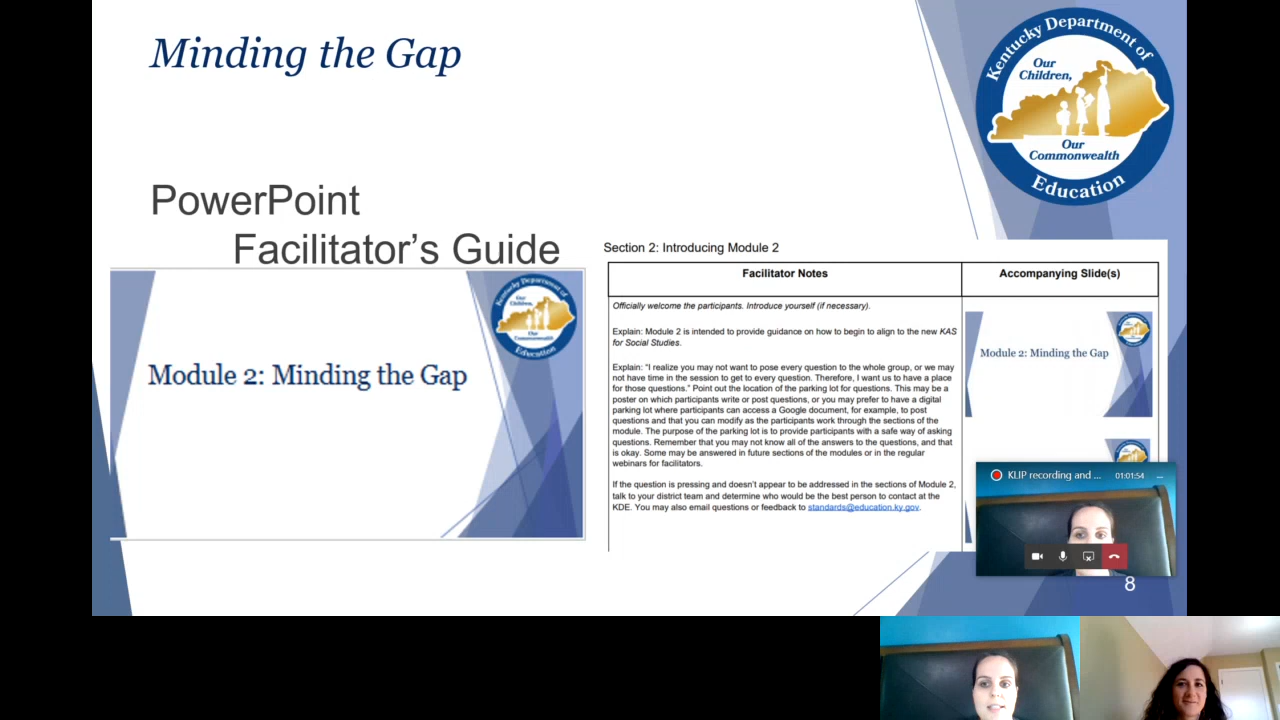 Minding the Gap
Kentucky Department of
Our
Children,
Our
Commonwealth
Education
PowerPoint
Facilitator’s Guide
Kentucky Department of
Our
Children,
Our
Commonwealth
Education
Module 2: Minding the Gap
Section 2: Introducing Module 2
Facilitator Notes
Accompanying Slide(s)
Officially welcome the participants. Introduce yourself (if necessary).
Explain: Module 2 is intended to provide guidance on how to begin to align to the new KAS
for Social Studies.
Explain: “I realize you may not want to pose every question to the whole group, or we may
not have time in the session to get to every question. Therefore, I want us to have a place
for those questions.” Point out the location of the parking lot for questions. This may be a
poster on which participants write or post questions, or you may prefer to have a digital
parking lot where participants can access a Google document, for example, to post
questions and that you can modify as the participants work through the sections of the
module. The purpose of the parking lot is to provide participants with a safe way of asking
questions. Remember that you may not know all of the answers to the questions, and that
is okay. Some may be answered in future sections of the modules or in the regular
webinars for facilitators.
If the question is pressing and doesn’t appear to be addressed in the sections of Module 2,
talk to your district team and determine who would be the best person to contact at the
KDE. You may also email questions or feedback to standards@education.ky.gov.
Module 2: Minding the Gap
KLIP recording and ...
01:01:54
...
8